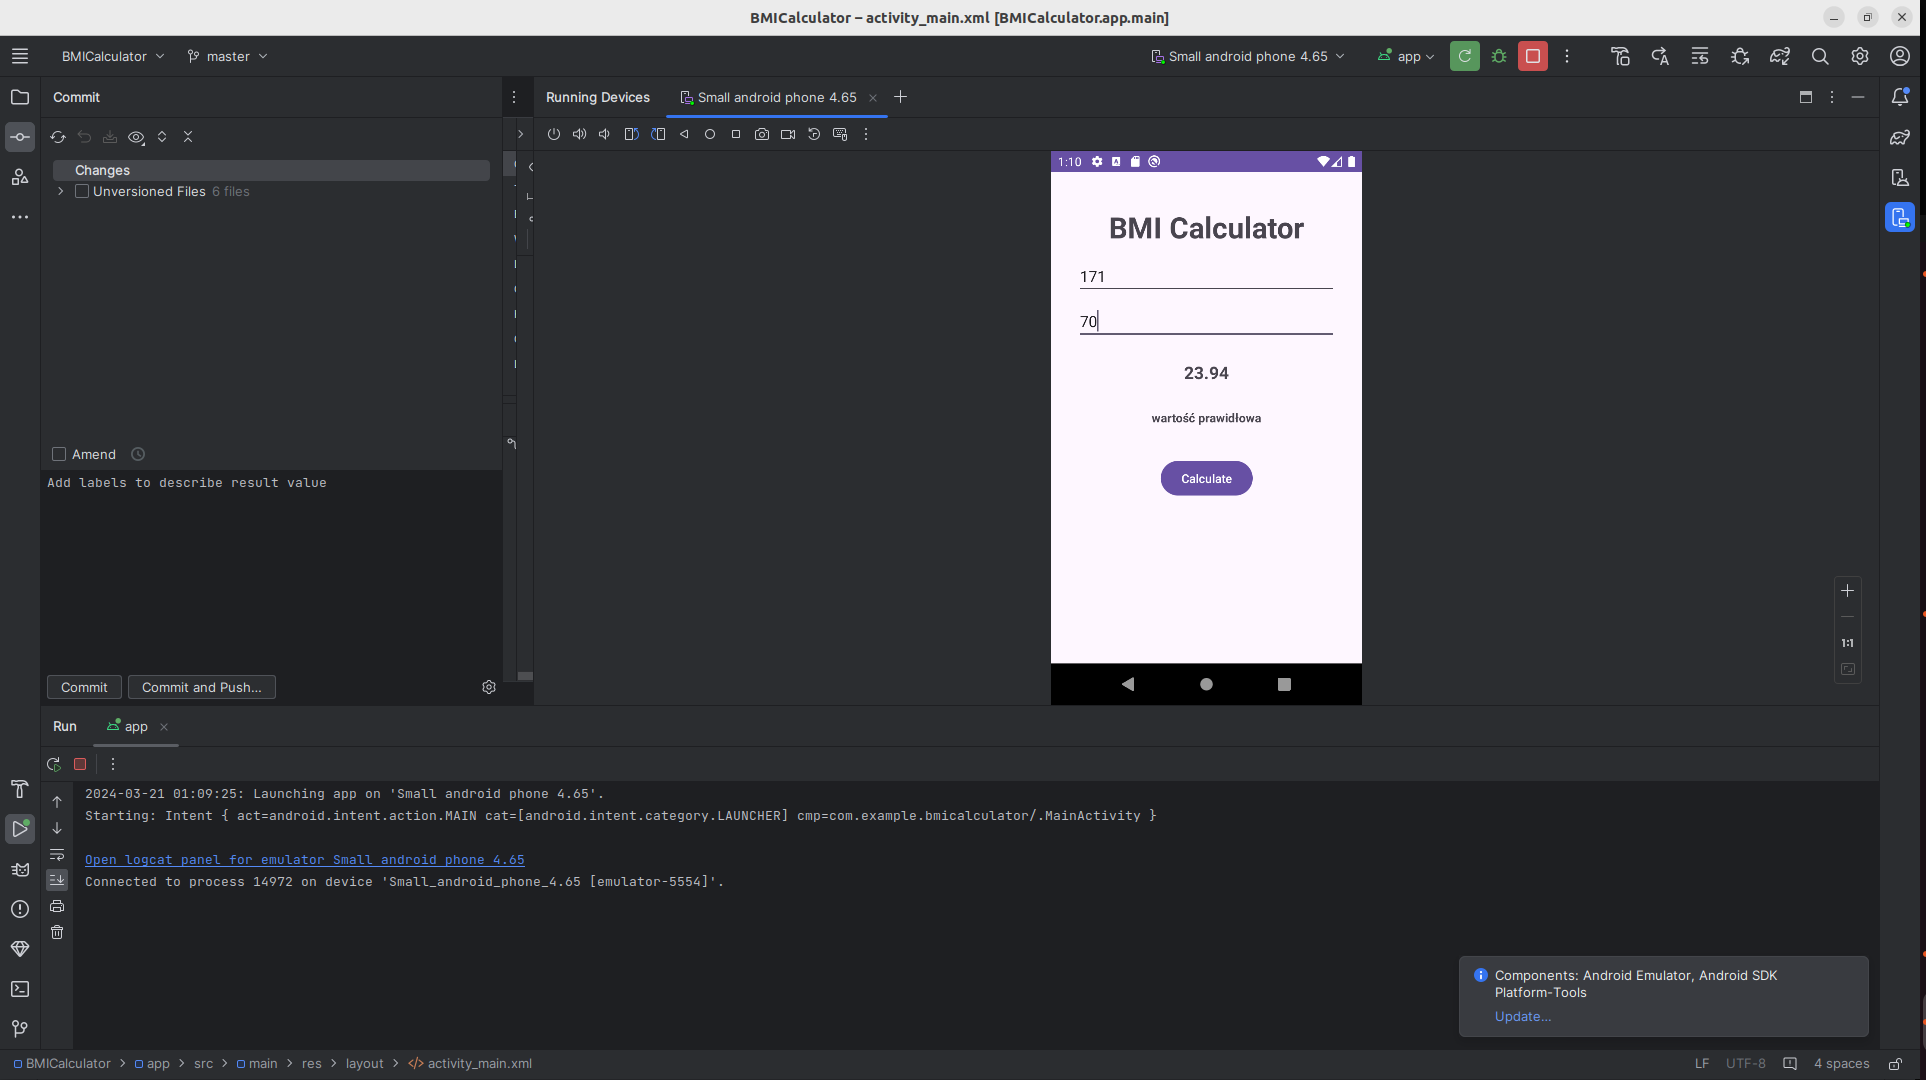 BMICalculator – activity_main.xml [BMICalculator.app.main]
BMICalculator
master
Small android phone 4.65
app
Commit
Running Devices
Small android phone 4.65
Changes
Unversioned Files 6 files
1:10
BMI Calculator
171
70
23.94
wartość prawidłowa
Calculate
1:1
Amend
Add labels to describe result value
Commit
Commit and Push...
Run
app
2024-03-21 01:09:25: Launching app on 'Small android phone 4.65'.
Starting: Intent { act=android.intent.action.MAIN cat=[android.intent.category.LAUNCHER] cmp=com.example.bmicalculator/.MainActivity }
Open logcat panel for emulator Small android phone 4.65
Connected to process 14972 on device 'Small_android_phone_4.65 [emulator-5554]'.
Components: Android Emulator, Android SDK
Platform-Tools
Update...
BMICalculator > app > src > main > res > layout > activity_main.xml
LF UTF-8 4 spaces